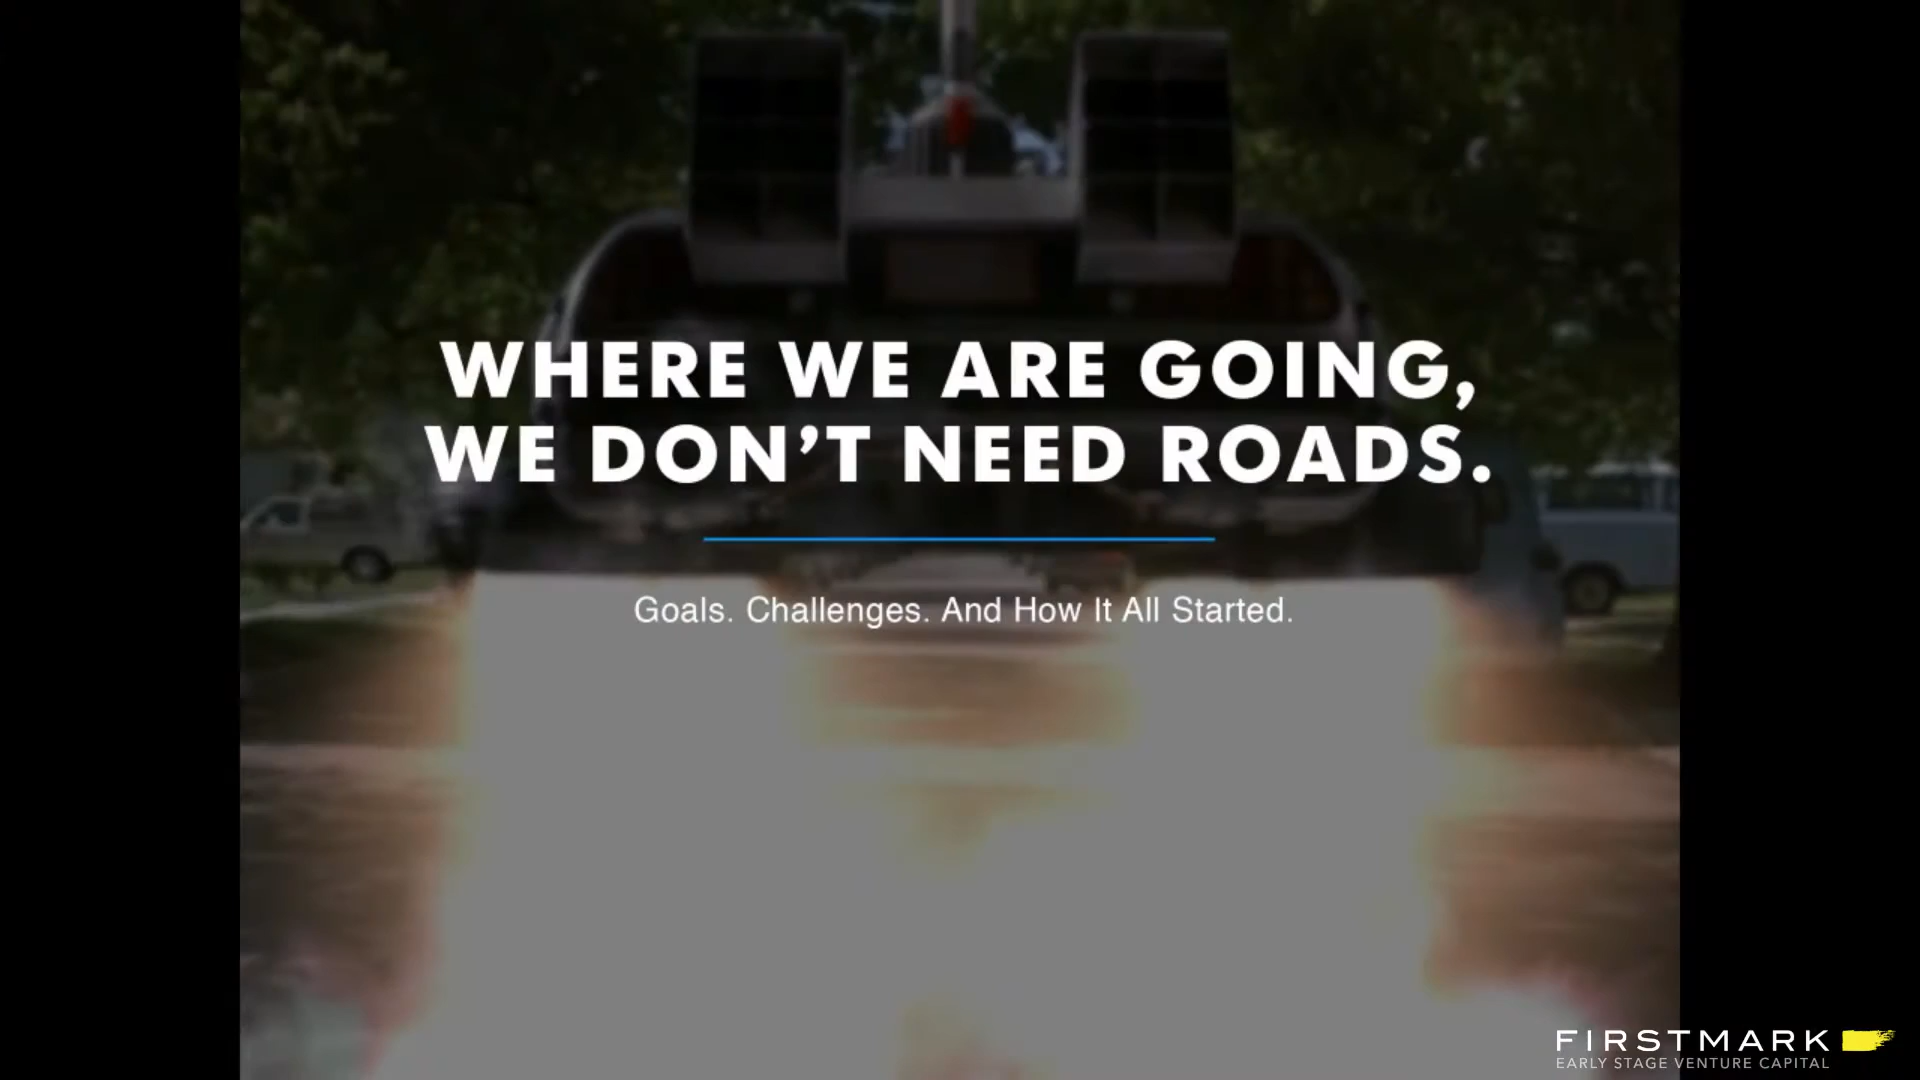 WHERE WE ARE GOING,
WE DON’T NEED ROADS.
Goals. Challenges. And How It All Started.
FIRSTMARK
EARLY STAGE VENTURE CAPITAL